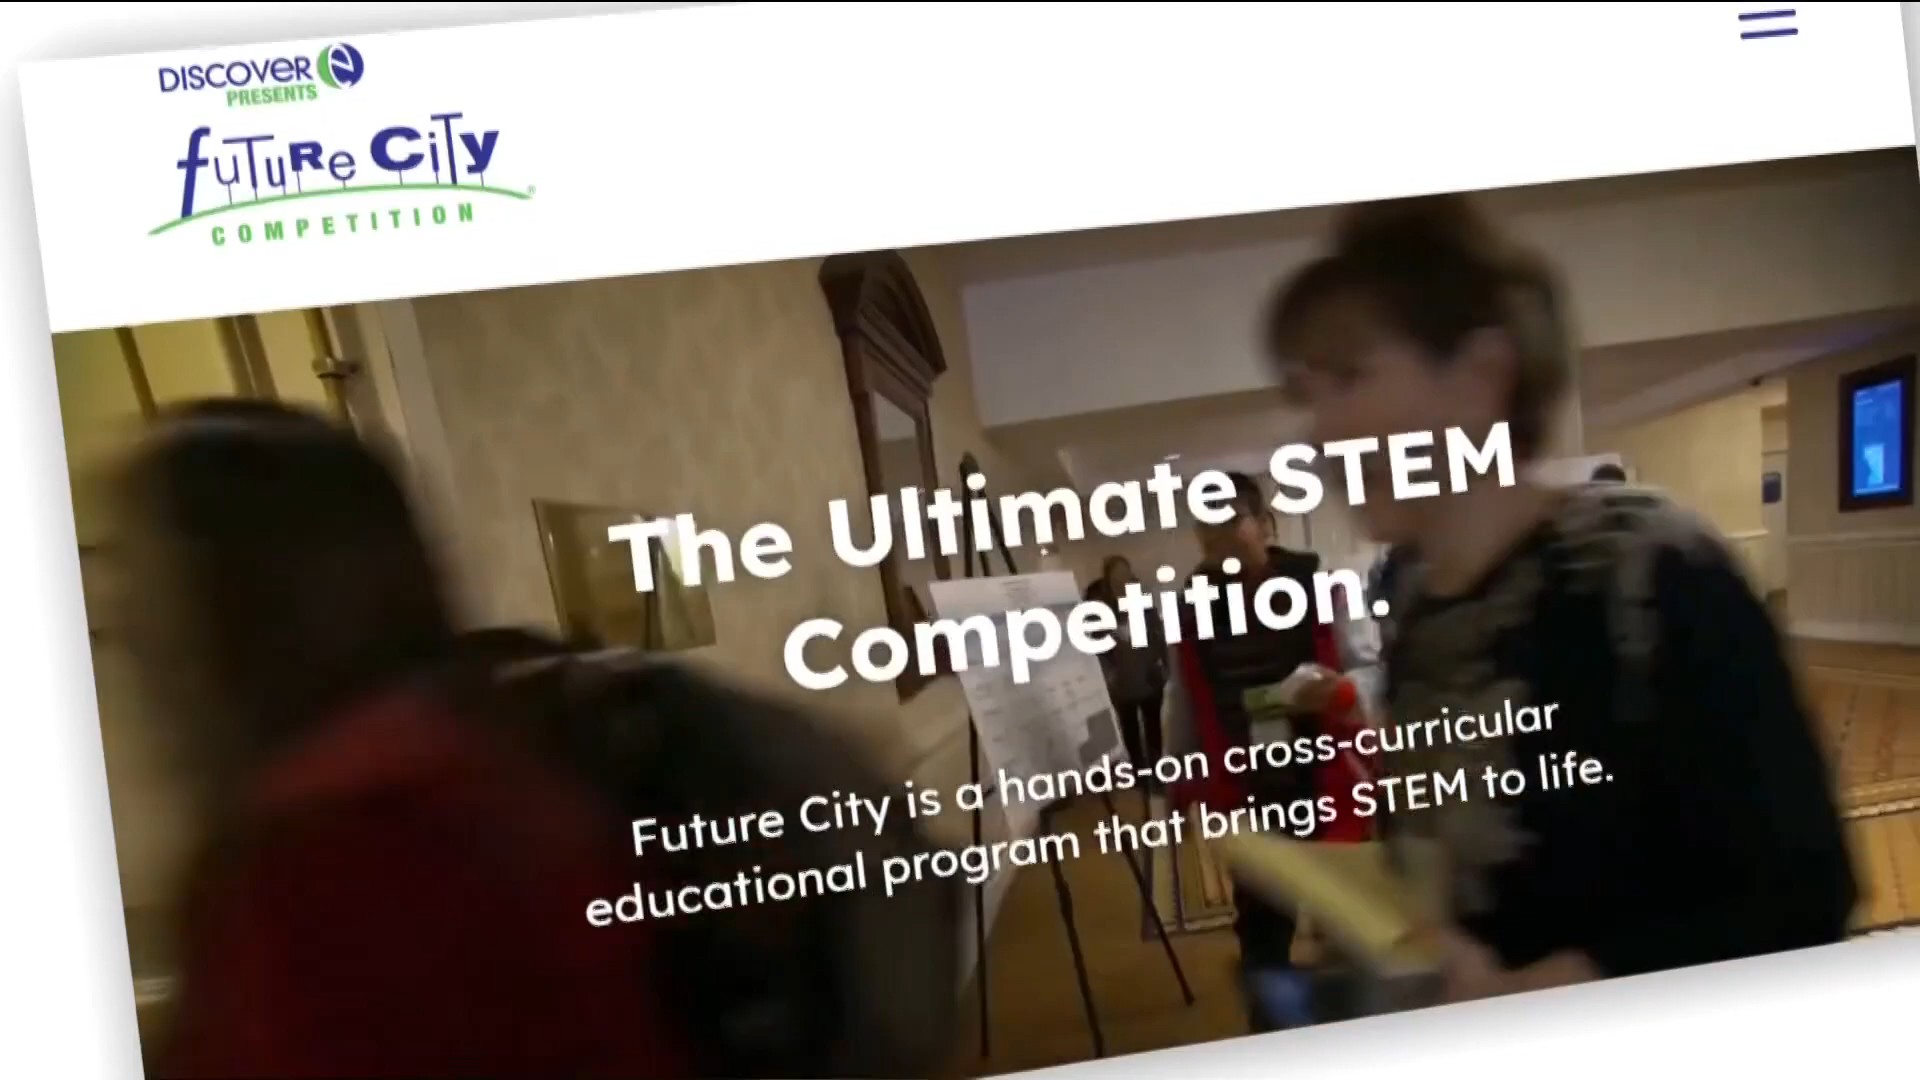 DISCOVER e
PRESENTS
fuTuRe CiTy
COMPETITION
The Ultimate STEM
Competition.
Future City is a hands-on cross-curricular
educational program that brings STEM to life.